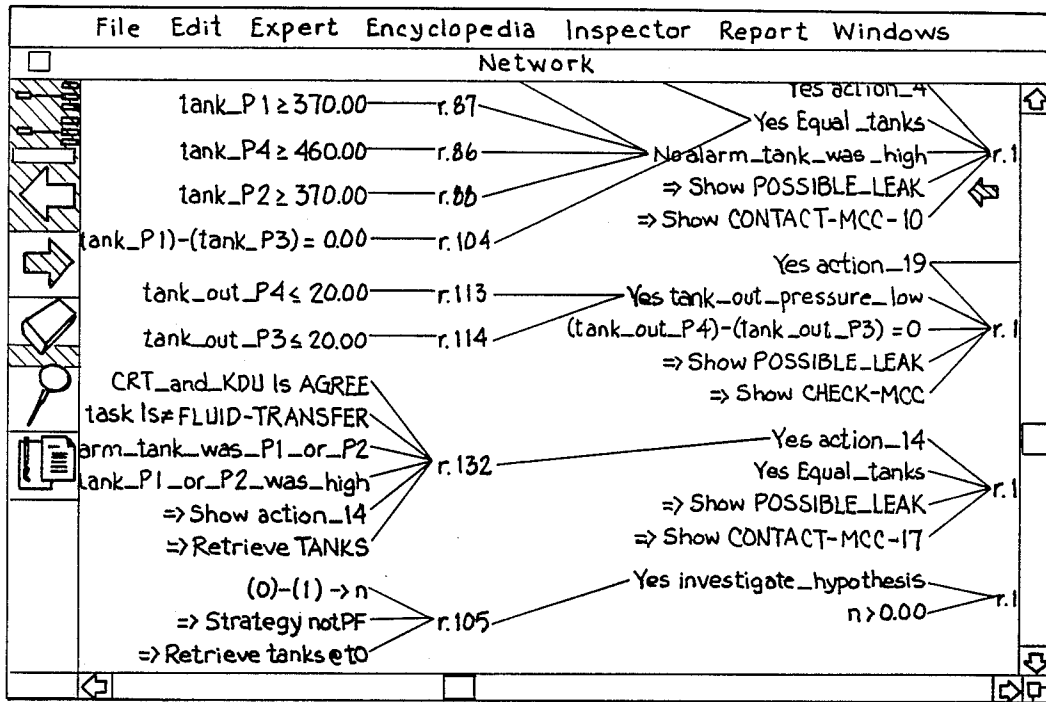 File Edit Expert Encyclopedia Inspector Report Windows
Network
tank_P1 ≥ 370.00 r.87
tank_P4 ≥ 460.00 r.86
tank_P2 ≥ 370.00 r.88
(tank_P1)-(tank_P3) = 0.00 r.104
tank_out_P4 ≤ 20.00 r.113
tank_out_P3 ≤ 20.00 r.114
CRT_and_KDU Is AGREE
task Is≠ FLUID-TRANSFER
arm_tank_was_P1_or_P2
tank_P1_or_P2_was_high
r.132
=> Show action_14
=> Retrieve TANKS
(0)-(1) -> n
=> Strategy notPF
r.105
=> Retrieve tanks@t0
Yes action_4
Yes Equal_tanks
No alarm_tank_was_high
r.1
=> Show POSSIBLE_LEAK
=> Show CONTACT-MCC-10
Yes action_19
Yes tank_out_pressure_low
(tank_out_P4)-(tank_out_P3) = 0
r.1
=> Show POSSIBLE_LEAK
=> Show CHECK-MCC
Yes action_14
Yes Equal_tanks
r.1
=> Show POSSIBLE_LEAK
=> Show CONTACT-MCC-17
Yes investigate_hypothesis
n > 0.00
r.1